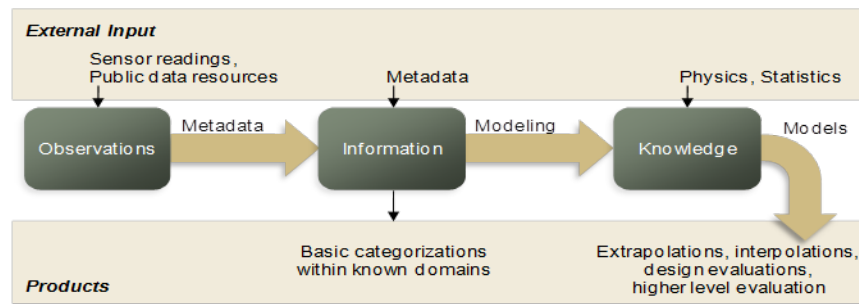 External Input
Sensor readings,
Public data resources
Metadata
Physics, Statistics
Observations
Metadata
Information
Modeling
Knowledge
Models
Basic categorizations
within known domains
Extrapolations, interpolations,
design evaluations,
higher level evaluation
Products